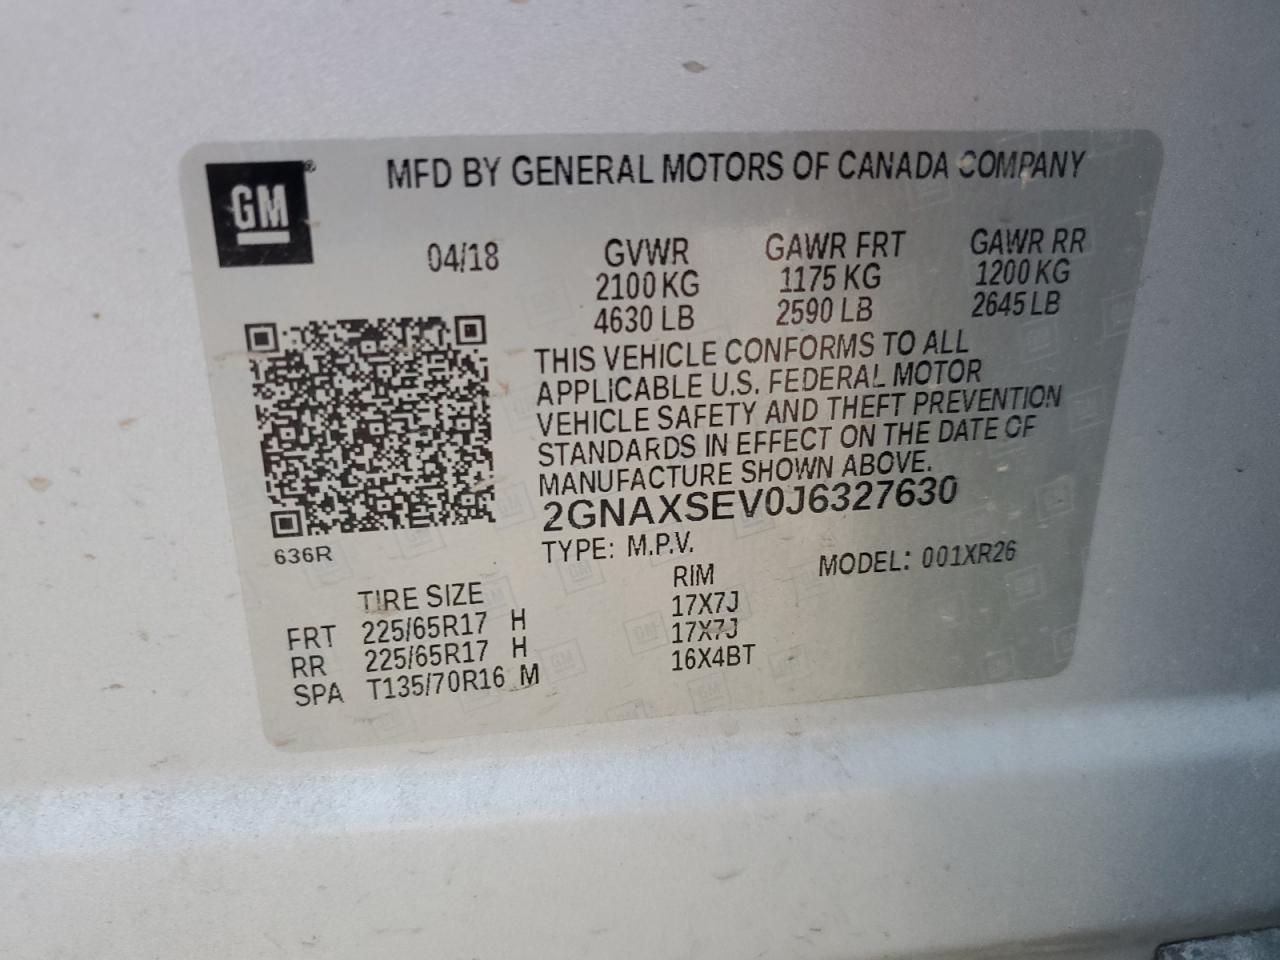 GM®
MFD BY GENERAL MOTORS OF CANADA COMPANY
04/18 GVWR GAWR FRT GAWR RR
2100 KG 1175 KG 1200 KG
4630 LB 2590 LB 2645 LB
THIS VEHICLE CONFORMS TO ALL
APPLICABLE U.S. FEDERAL MOTOR
VEHICLE SAFETY AND THEFT PREVENTION
STANDARDS IN EFFECT ON THE DATE OF
MANUFACTURE SHOWN ABOVE.
2GNAXSEV0J6327630
636R
TYPE: M.P.V. MODEL: 001XR26
TIRE SIZE RIM
FRT 225/65R17 H 17X7J
RR 225/65R17 H 17X7J
SPA T135/70R16 M 16X4BT